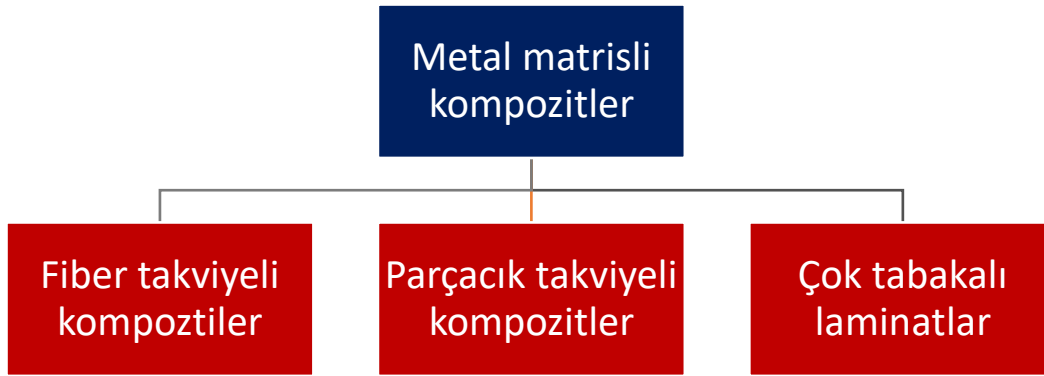 Metal matrisli
kompozitler
Fiber takviyeli
kompoztiler
Parçacık takviyeli
kompozitler
Çok tabakalı
laminatlar